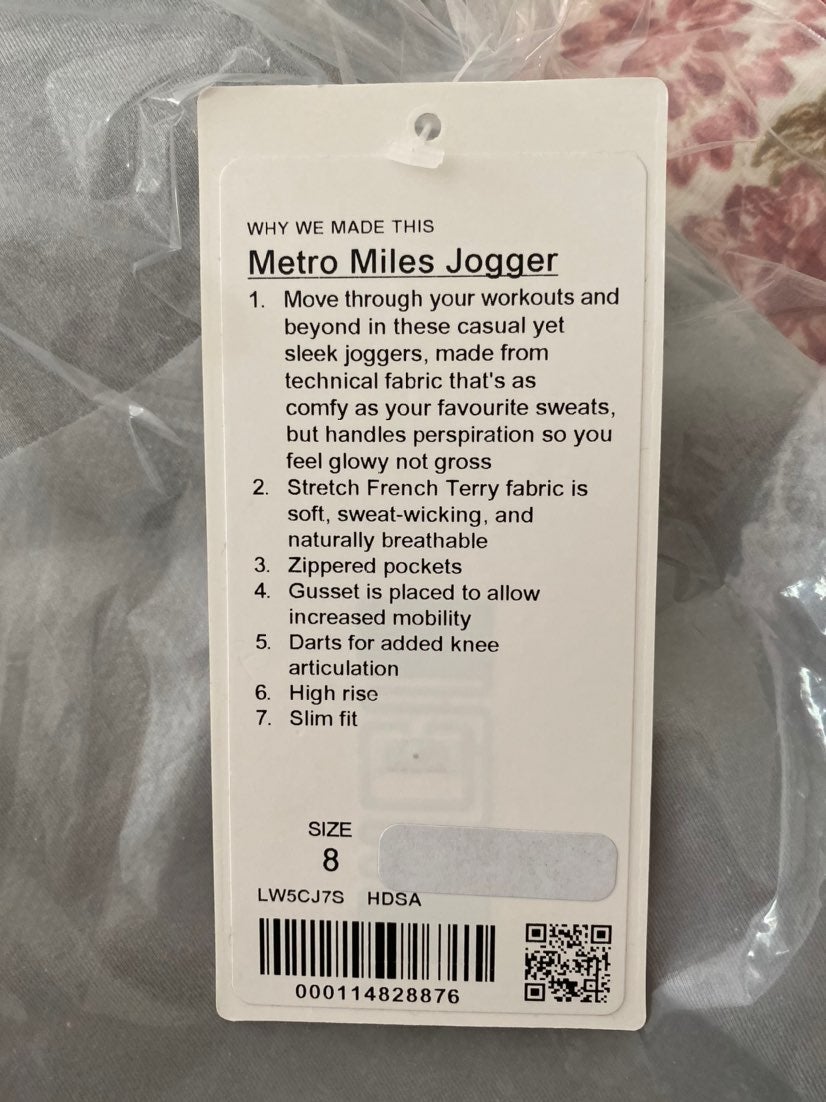 WHY WE MADE THIS
Metro Miles Jogger
1. Move through your workouts and
beyond in these casual yet
sleek joggers, made from
technical fabric that's as
comfy as your favourite sweats,
but handles perspiration so you
feel glowy not gross
2. Stretch French Terry fabric is
soft, sweat-wicking, and
naturally breathable
3. Zippered pockets
4. Gusset is placed to allow
increased mobility
5. Darts for added knee
articulation
6. High rise
7. Slim fit
SIZE
8
LW5CJ7S HDSA
000114828876